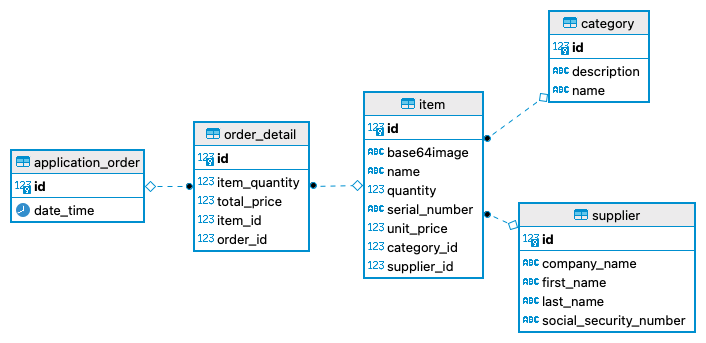 category
123 id
ABC description
ABC name
item
123 id
ABC base64image
ABC name
123 quantity
ABC serial_number
123 unit_price
123 category_id
123 supplier_id
order_detail
123 id
123 item_quantity
123 total_price
123 item_id
123 order_id
application_order
123 id
date_time
supplier
123 id
ABC company_name
ABC first_name
ABC last_name
ABC social_security_number